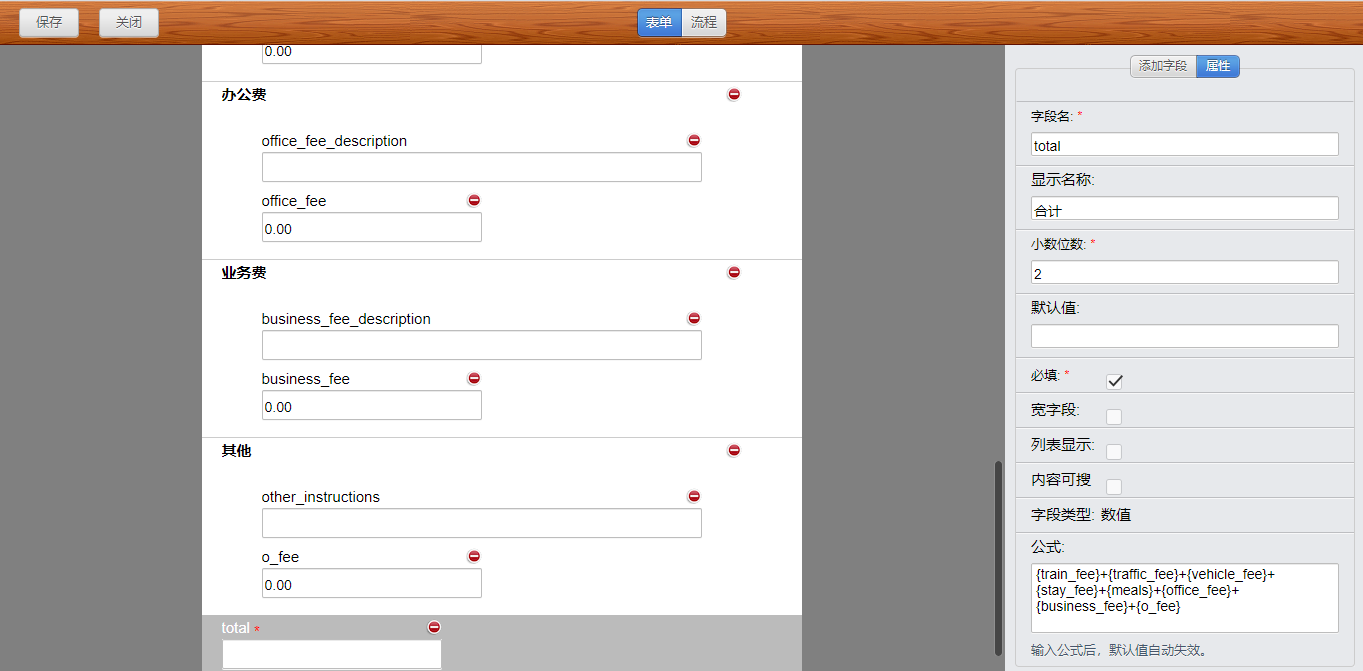 保存
关闭
表单
流程
0.00
办公费
office_fee_description
office_fee
0.00
业务费
business_fee_description
business_fee
0.00
其他
other_instructions
o_fee
0.00
total *
添加字段
属性
字段名: *
total
显示名称:
合计
小数位数: *
2
默认值:
必填: *
宽字段:
列表显示:
内容可搜
字段类型: 数值
公式:
{train_fee}+{traffic_fee}+{vehicle_fee}+
{stay_fee}+{meals}+{office_fee}+
{business_fee}+{o_fee}
输入公式后，默认值自动失效。